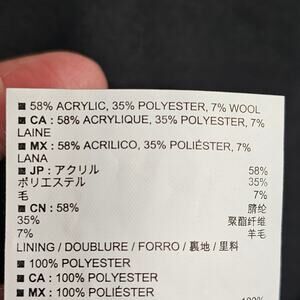 ■ 58% ACRYLIC, 35% POLYESTER, 7% WOOL
■ CA : 58% ACRYLIQUE, 35% POLYESTER, 7%
LAINE
■ MX : 58% ACRILICO, 35% POLIÉSTER, 7%
LANA
■ JP : アクリル 58%
ポリエステル 35%
毛 7%
■ CN : 58% 腈纶
35% 聚酯纤维
7% 羊毛
LINING / DOUBLURE / FORRO / 裏地 / 里料
■ 100% POLYESTER
■ CA : 100% POLYESTER
■ MX : 100% POLIÉSTER